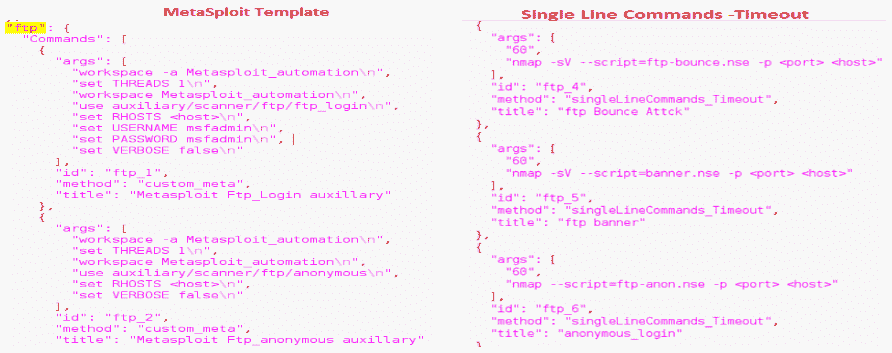 MetaSploit Template
"ftp": {
"Commands": [
{
"args": [
"workspace -a Metasploit_automation\n",
"set THREADS 1\n",
"workspace Metasploit_automation\n",
"use auxiliary/scanner/ftp/ftp_login\n",
"set RHOSTS <host>\n",
"set USERNAME msfadmin\n",
"set PASSWORD msfadmin\n",
"set VERBOSE false\n"
],
"id": "ftp_1",
"method": "custom_meta",
"title": "Metasploit Ftp_Login auxillary"
},
{
"args": [
"workspace -a Metasploit_automation\n",
"set THREADS 1\n",
"workspace Metasploit_automation\n",
"use auxiliary/scanner/ftp/anonymous\n",
"set RHOSTS <host>\n",
"set VERBOSE false\n"
],
"id": "ftp_2",
"method": "custom_meta",
"title": "Metasploit Ftp_anonymous auxillary"
Single Line Commands -Timeout
{
"args": [
"60",
"nmap -sV --script=ftp-bounce.nse -p <port> <host>"
],
"id": "ftp_4",
"method": "singleLineCommands_Timeout",
"title": "ftp Bounce Attck"
},
{
"args": [
"60",
"nmap -sV --script=banner.nse -p <port> <host>"
],
"id": "ftp_5",
"method": "singleLineCommands_Timeout",
"title": "ftp banner"
},
{
"args": [
"60",
"nmap --script=ftp-anon.nse -p <port> <host>"
],
"id": "ftp_6",
"method": "singleLineCommands_Timeout",
"title": "anonymous_login"
}